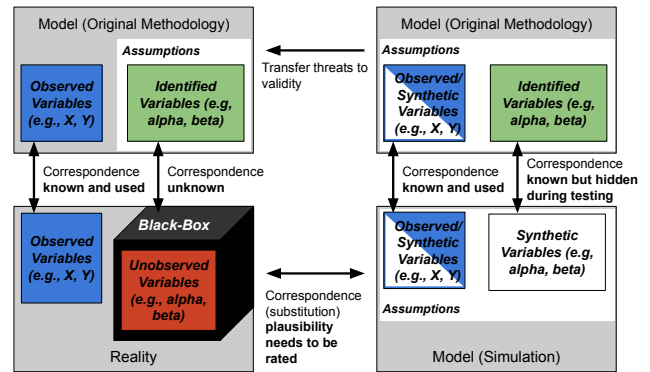 Model (Original Methodology)
Assumptions
Observed
Variables
(e.g., X, Y)
Identified
Variables (e.g,
alpha, beta)
Transfer threats to
validity
Model (Original Methodology)
Assumptions
Observed/
Synthetic
Variables
(e.g., X, Y)
Identified
Variables (e.g,
alpha, beta)
Correspondence
known and used
Correspondence
unknown
Correspondence
known and used
Correspondence
known but hidden
during testing
Observed
Variables
(e.g., X, Y)
Black-Box
Unobserved
Variables
(e.g., alpha,
beta)
Reality
Correspondence
(substitution)
plausibility
needs to be
rated
Observed/
Synthetic
Variables
(e.g., X, Y)
Synthetic
Variables (e.g,
alpha, beta)
Assumptions
Model (Simulation)